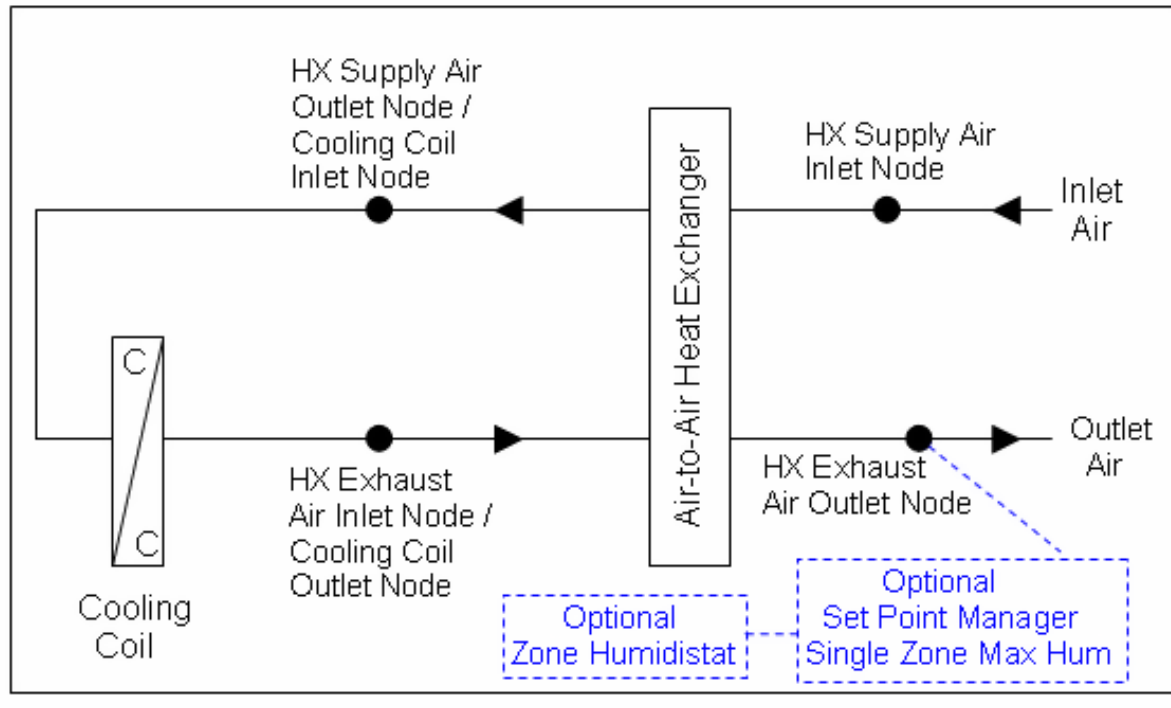 HX Supply Air
Outlet Node /
Cooling Coil
Inlet Node
HX Supply Air
Inlet Node
Inlet
Air
Air-to-Air Heat Exchanger
C
C
Cooling
Coil
HX Exhaust
Air Inlet Node /
Cooling Coil
Outlet Node
HX Exhaust
Air Outlet Node
Outlet
Air
Optional
Zone Humidistat
Optional
Set Point Manager
Single Zone Max Hum